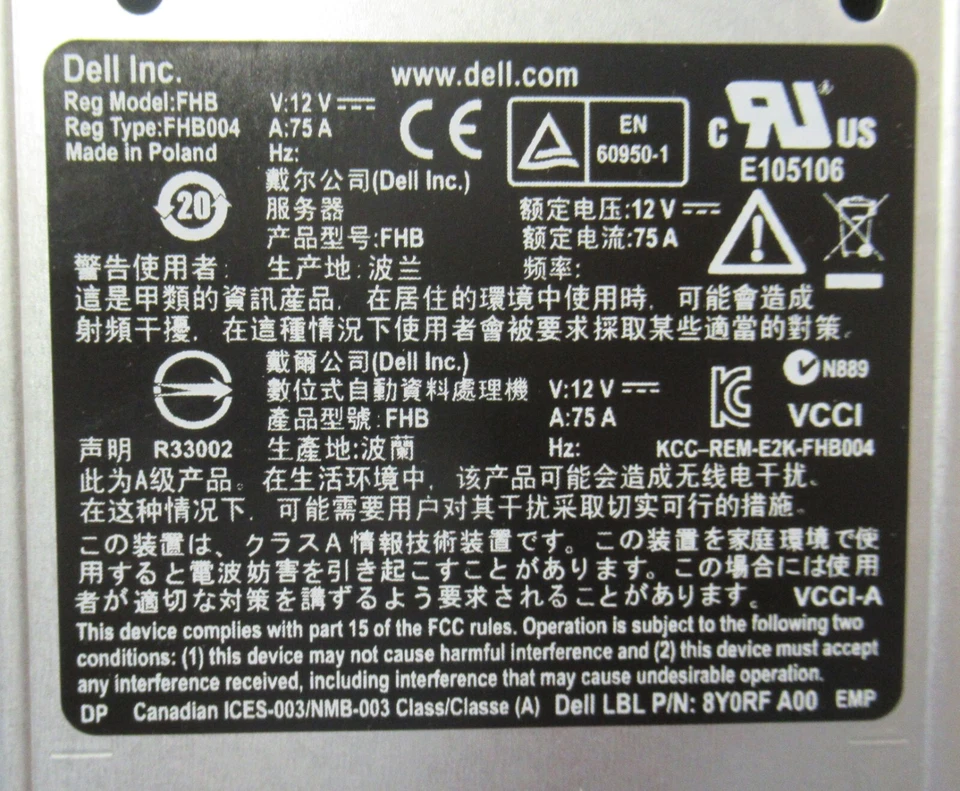 Dell Inc.
www.dell.com
Reg Model:FHB
V:12 V
Reg Type:FHB004
A:75 A
Made in Poland
Hz:
CE
EN
60950-1
C RU US
E105106
20
戴尔公司(Dell Inc.)
服务器
额定电压:12 V
产品型号:FHB
额定电流:75 A
警告使用者:
生产地:波兰
频率:
這是甲類的資訊產品, 在居住的環境中使用時, 可能會造成
射頻干擾, 在這種情況下使用者會被要求採取某些適當的對策。
戴爾公司(Dell Inc.)
N889
數位式自動資料處理機
V:12 V
產品型號:FHB
A:75 A
VCCI
声明 R33002
生產地:波蘭
Hz:
KCC-REM-E2K-FHB004
此为A级产品。在生活环境中, 该产品可能会造成无线电干扰、
在这种情况下, 可能需要用户对其干扰采取切实可行的措施。
この装置は、クラスA 情報技術装置です。この装置を家庭環境で使
用すると電波妨害を引き起こすことがあります。この場合には使用
者が適切な対策を講ずるよう要求されることがあります。 VCCI-A
This device complies with part 15 of the FCC rules. Operation is subject to the following two
conditions: (1) this device may not cause harmful interference and (2) this device must accept
any interference received, including interference that may cause undesirable operation.
DP Canadian ICES-003/NMB-003 Class/Classe (A) Dell LBL P/N: 8Y0RF A00 EMP